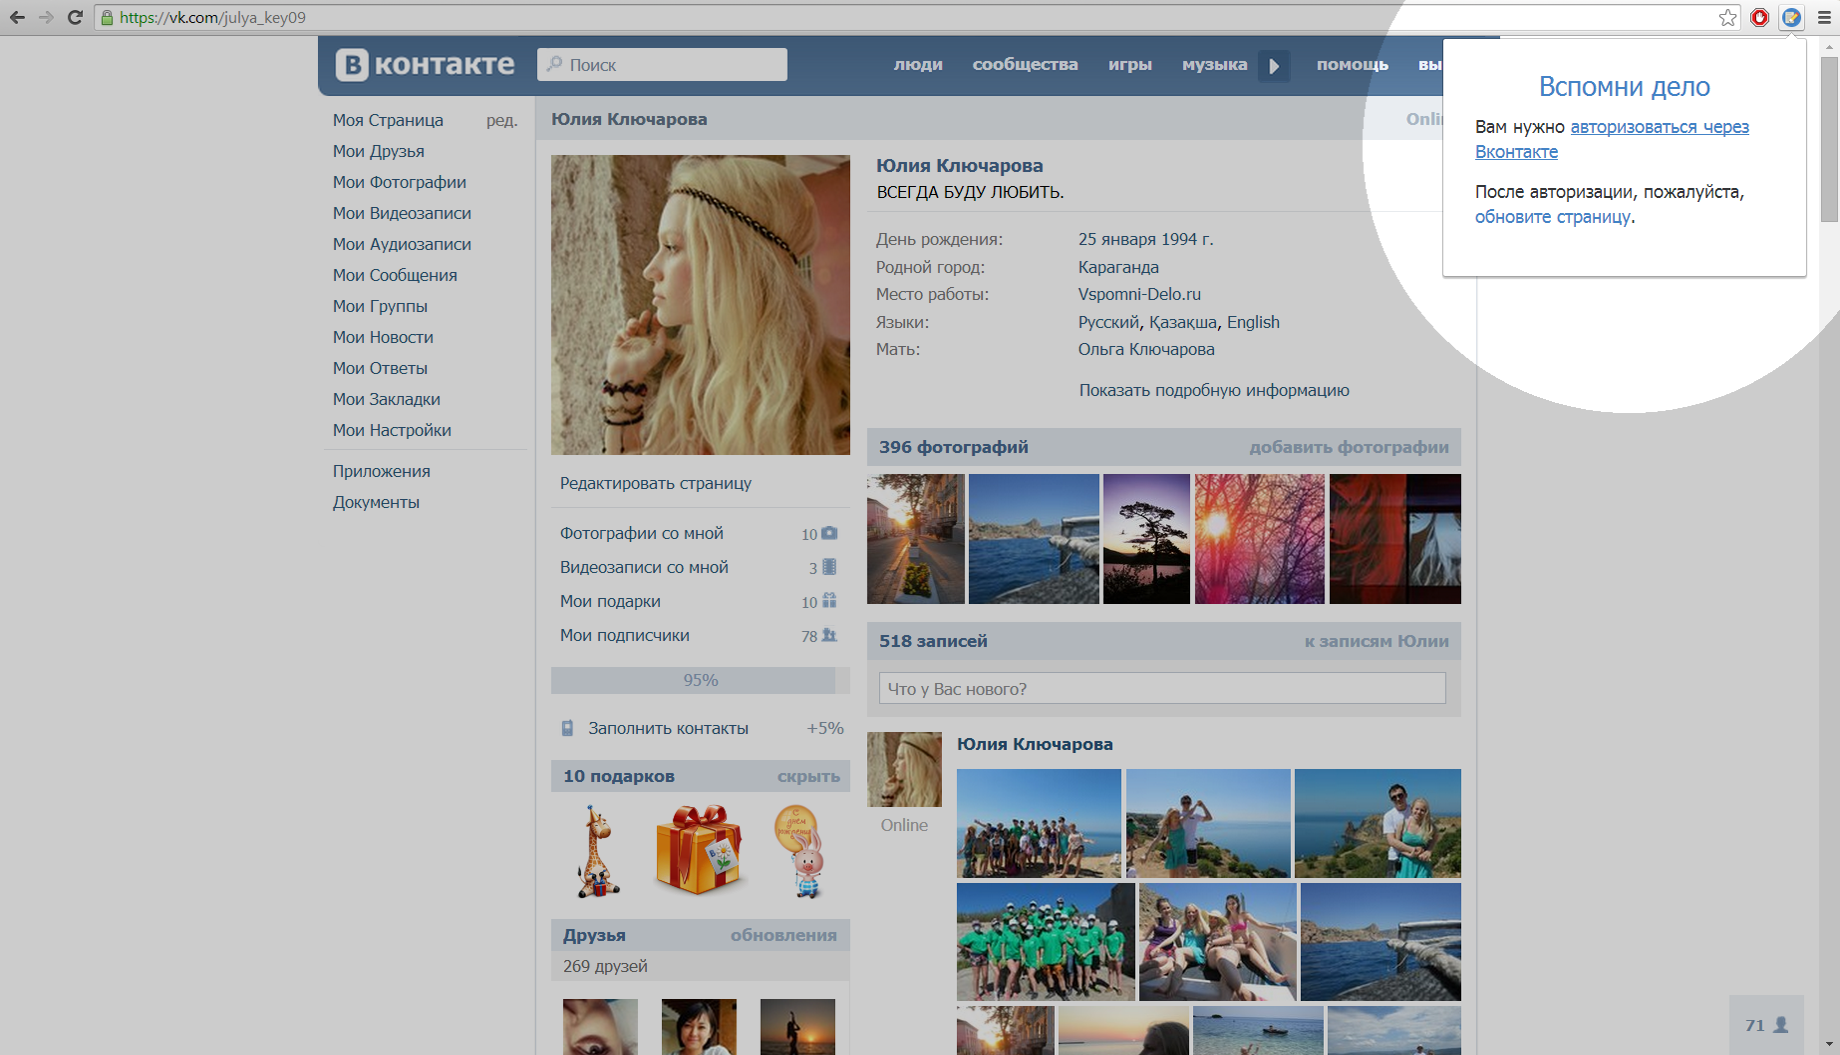 https://vk.com/julya_key09
В контакте
Поиск
люди
сообщества
игры
музыка
помощь
вы
Вспомни дело
Вам нужно авторизоваться через
Вконтакте
После авторизации, пожалуйста,
обновите страницу.
Моя Страница
ред.
Мои Друзья
Мои Фотографии
Мои Видеозаписи
Мои Аудиозаписи
Мои Сообщения
Мои Группы
Мои Новости
Мои Ответы
Мои Закладки
Мои Настройки
Приложения
Документы
Юлия Ключарова
Onli
Редактировать страницу
Фотографии со мной
10
Видеозаписи со мной
3
Мои подарки
10
Мои подписчики
78
95%
Заполнить контакты
+5%
10 подарков
скрыть
Друзья
обновления
269 друзей
Юлия Ключарова
ВСЕГДА БУДУ ЛЮБИТЬ.
День рождения:
25 января 1994 г.
Родной город:
Караганда
Место работы:
Vspomni-Delo.ru
Языки:
Русский, Қазақша, English
Мать:
Ольга Ключарова
Показать подробную информацию
396 фотографий
добавить фотографии
518 записей
к записям Юлии
Что у Вас нового?
Юлия Ключарова
Online
71